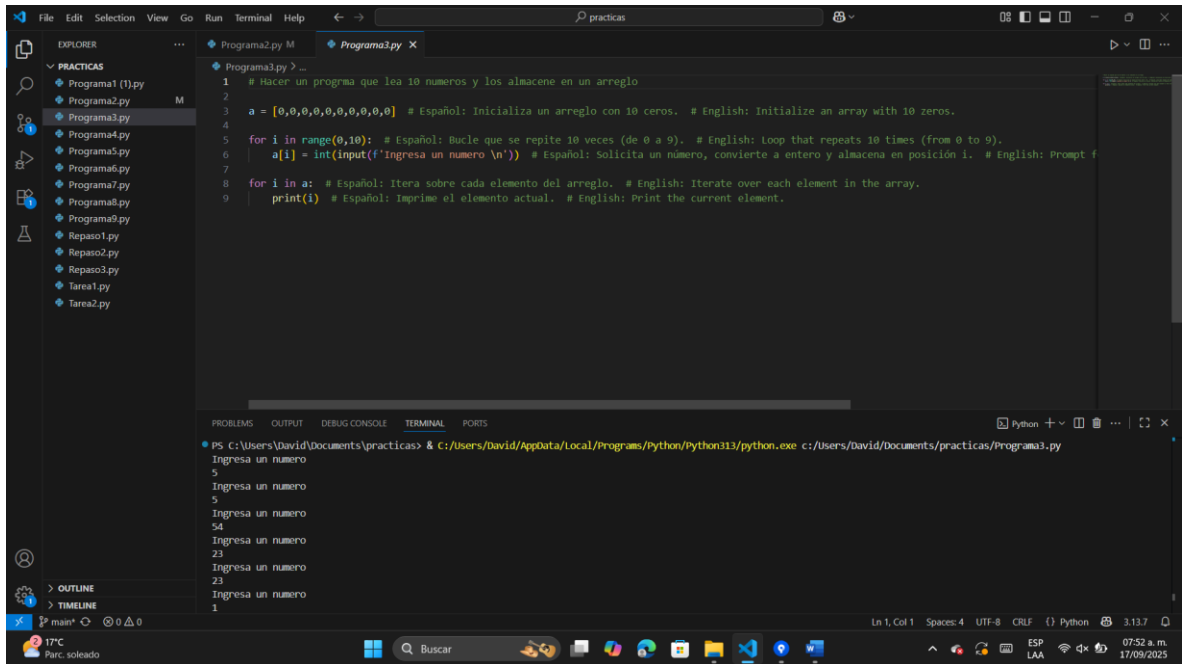 File Edit Selection View Go Run Terminal Help
practicas
EXPLORER
PRACTICAS
Programa1 (1).py
Programa2.py M
Programa3.py
Programa4.py
Programa5.py
Programa6.py
Programa7.py
Programa8.py
Programa9.py
Repaso1.py
Repaso2.py
Repaso3.py
Tarea1.py
Tarea2.py
OUTLINE
TIMELINE
Programa2.py M Programa3.py
Programa3.py > ...
1 # Hacer un progrma que lea 10 numeros y los almacene en un arreglo
2
3 a = [0,0,0,0,0,0,0,0,0,0] # Español: Inicializa un arreglo con 10 ceros. # English: Initialize an array with 10 zeros.
4
5 for i in range(0,10): # Español: Bucle que se repite 10 veces (de 0 a 9). # English: Loop that repeats 10 times (from 0 to 9).
6 a[i] = int(input(f'Ingresa un numero \n')) # Español: Solicita un número, convierte a entero y almacena en posición i. # English: Prompt f
7
8 for i in a: # Español: Itera sobre cada elemento del arreglo. # English: Iterate over each element in the array.
9 print(i) # Español: Imprime el elemento actual. # English: Print the current element.
PROBLEMS OUTPUT DEBUG CONSOLE TERMINAL PORTS
Python
PS C:\Users\David\Documents\practicas> & C:/Users/David/AppData/Local/Programs/Python/Python313/python.exe c:/Users/David/Documents/practicas/Programa3.py
Ingresa un numero
5
Ingresa un numero
5
Ingresa un numero
54
Ingresa un numero
23
Ingresa un numero
23
Ingresa un numero
1
main* 0 0 Ln 1, Col 1 Spaces: 4 UTF-8 CRLF {} Python 3.13.7
2 17°C
Parc. soleado
Buscar
ESP
LAA
07:52 a. m.
17/09/2025